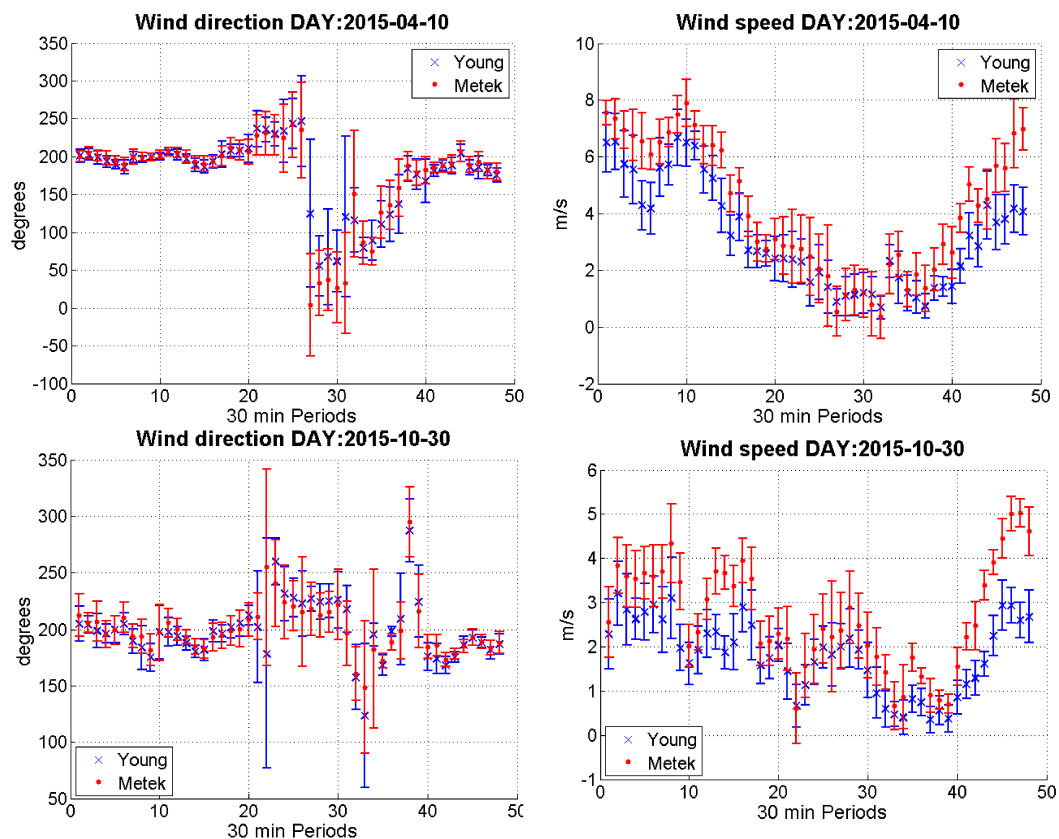 Wind direction DAY:2015-04-10
350
300
250
200
150
100
50
0
-50
-100
degrees
Young
Metek
0 10 20 30 40 50
30 min Periods
Wind speed DAY:2015-04-10
10
8
6
4
2
0
-2
m/s
Young
Metek
0 10 20 30 40 50
30 min Periods
Wind direction DAY:2015-10-30
350
300
250
200
150
100
50
degrees
Young
Metek
0 10 20 30 40 50
30 min Periods
Wind speed DAY:2015-10-30
6
5
4
3
2
1
0
-1
m/s
Young
Metek
0 10 20 30 40 50
30 min Periods